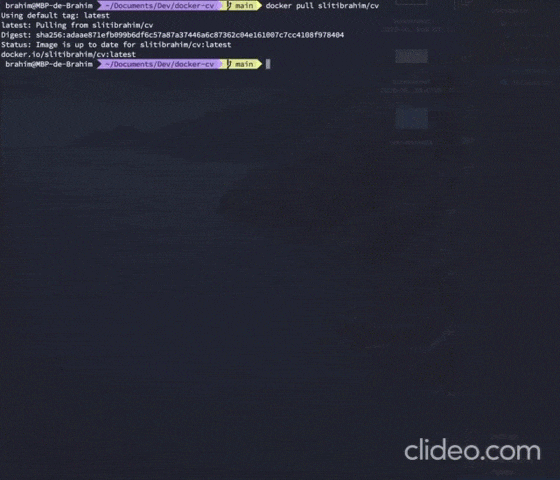 brahim@MBP-de-Brahim ~/Documents/Dev/docker-cv main docker pull slitibrahim/cv
Using default tag: latest
latest: Pulling from slitibrahim/cv
Digest: sha256:adaae871efb099b6df6c57a87a37446a6c87362c04e161007c7cc4108f978404
Status: Image is up to date for slitibrahim/cv:latest
docker.io/slitibrahim/cv:latest
brahim@MBP-de-Brahim ~/Documents/Dev/docker-cv main
clideo.com